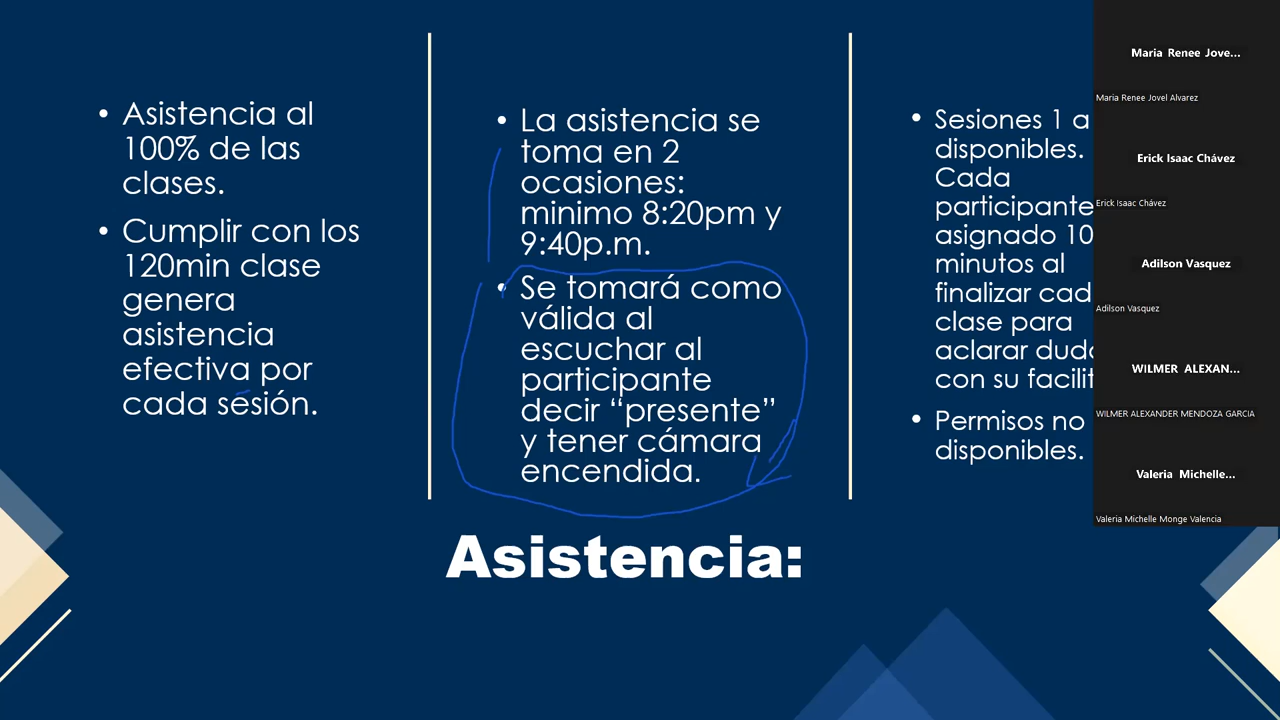 • Asistencia al
100% de las
clases.
• Cumplir con los
120min clase
genera
asistencia
efectiva por
cada sesión.
• La asistencia se
toma en 2
ocasiones:
minimo 8:20pm y
9:40p.m.
• Se tomará como
válida al
escuchar al
participante
decir “presente”
y tener cámara
encendida.
• Sesiones 1 a
disponibles.
Cada
participante
asignado 10
minutos al
finalizar cad
clase para
aclarar dud
con su facilit
• Permisos no
disponibles.
Asistencia:
Maria Renee Jove...
Maria Renee Jovel Alvarez
Erick Isaac Chávez
Erick Isaac Chávez
Adilson Vasquez
Adilson Vasquez
WILMER ALEXAN...
WILMER ALEXANDER MENDOZA GARCIA
Valeria Michelle...
Valeria Michelle Monge Valencia